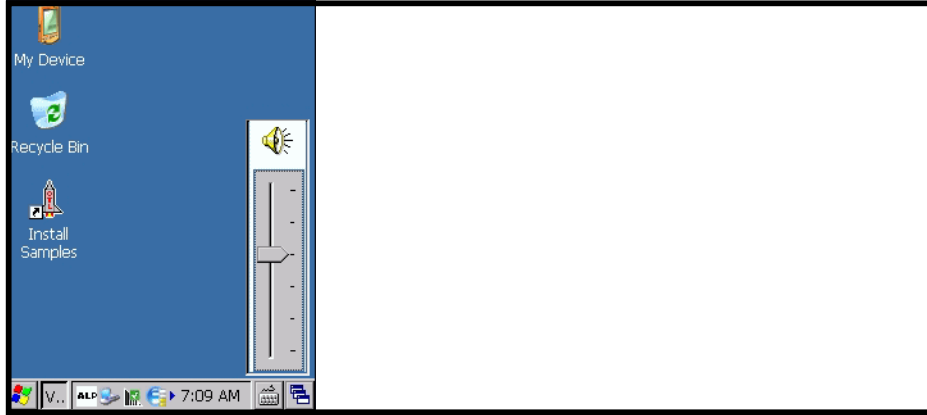 My Device
Recycle Bin
Install
Samples
V..
ALP
7:09 AM